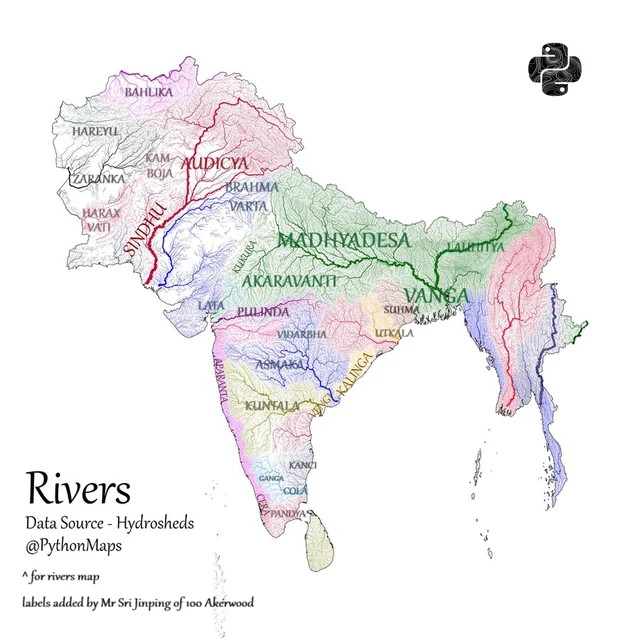 BAHLIKA
HAREYU
KAM-
BOJA
AUDICYA
ZARANKA
BRAHMA
VARTA
HARAX
VATI
SINDHU
MADHYADESA
LAUHITYA
KUKURA
AKARAVANTI
VANGA
LATA
PULINDA
SUHMA
VIDARBHA
UTKALA
ASMAKA
APARANTA
KALINGA
KUNTALA
KANCI
GANGA
COLA
CERA
PANDYA
Rivers
Data Source - Hydrosheds
@PythonMaps
^ for rivers map
labels added by Mr Sri Jinping of 100 Akerwood